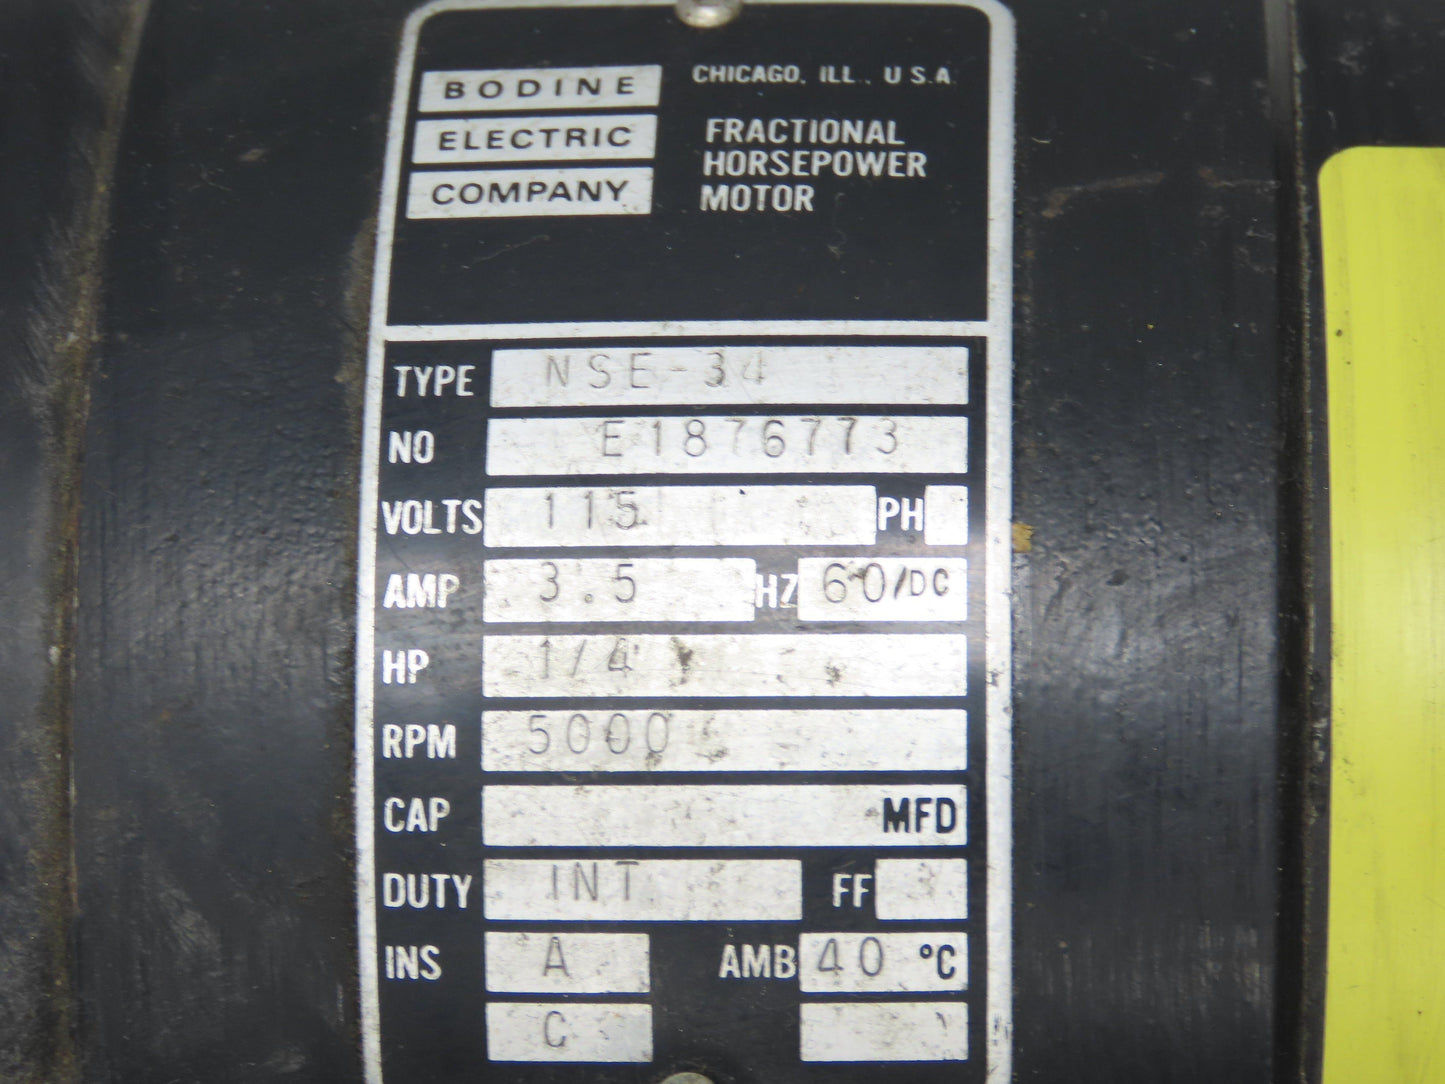 BODINE
ELECTRIC
COMPANY
CHICAGO, ILL., U.S.A.
FRACTIONAL
HORSEPOWER
MOTOR
TYPE NSE-34
NO E1876773
VOLTS 115 PH
AMP 3.5 HZ 60/DC
HP 1/4
RPM 5000
CAP MFD
DUTY INT FF
INS A AMB 40 °C
C